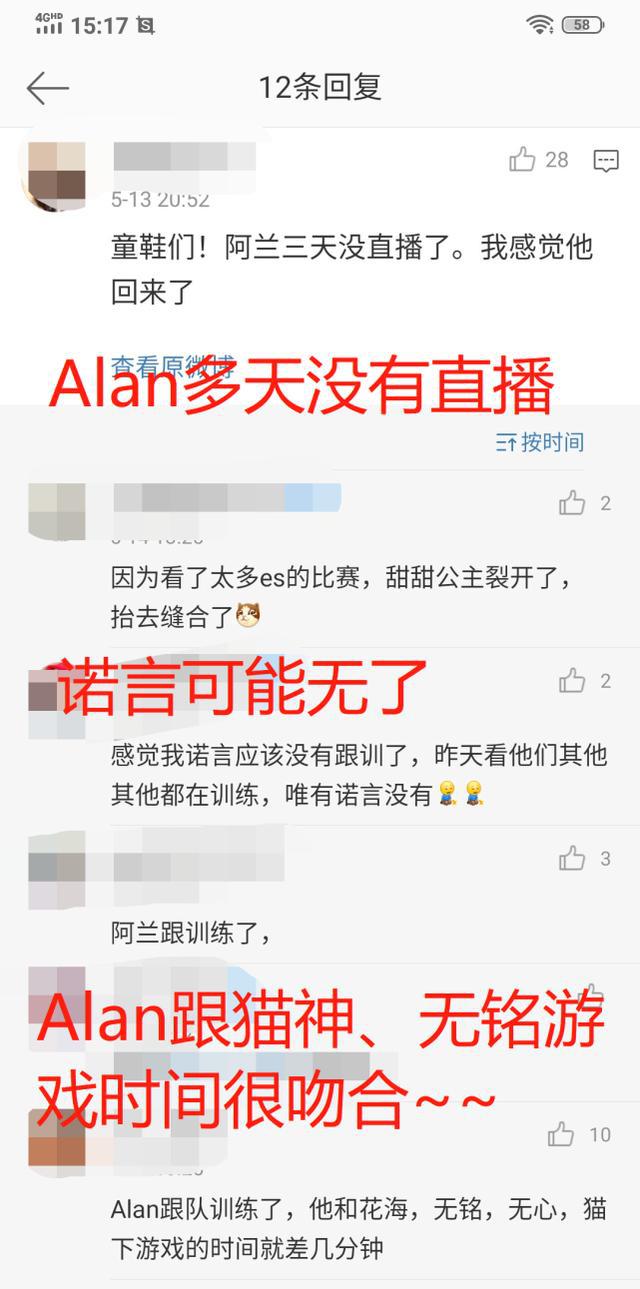 4GHD 15:17 58
12条回复
28
5-13 20:52
童鞋们！阿兰三天没直播了。我感觉他
回来了
查看原微博
Alan多天没有直播
按时间
2
因为看了太多es的比赛，甜甜公主裂开了，
抬去缝合了
诺言可能无了
2
感觉我诺言应该没有跟训了，昨天看他们其他
其他都在训练，唯有诺言没有
3
阿兰跟训练了，
Alan跟猫神、无铭游
戏时间很吻合~~
10
Alan跟队训练了，他和花海，无铭，无心，猫
下游戏的时间就差几分钟